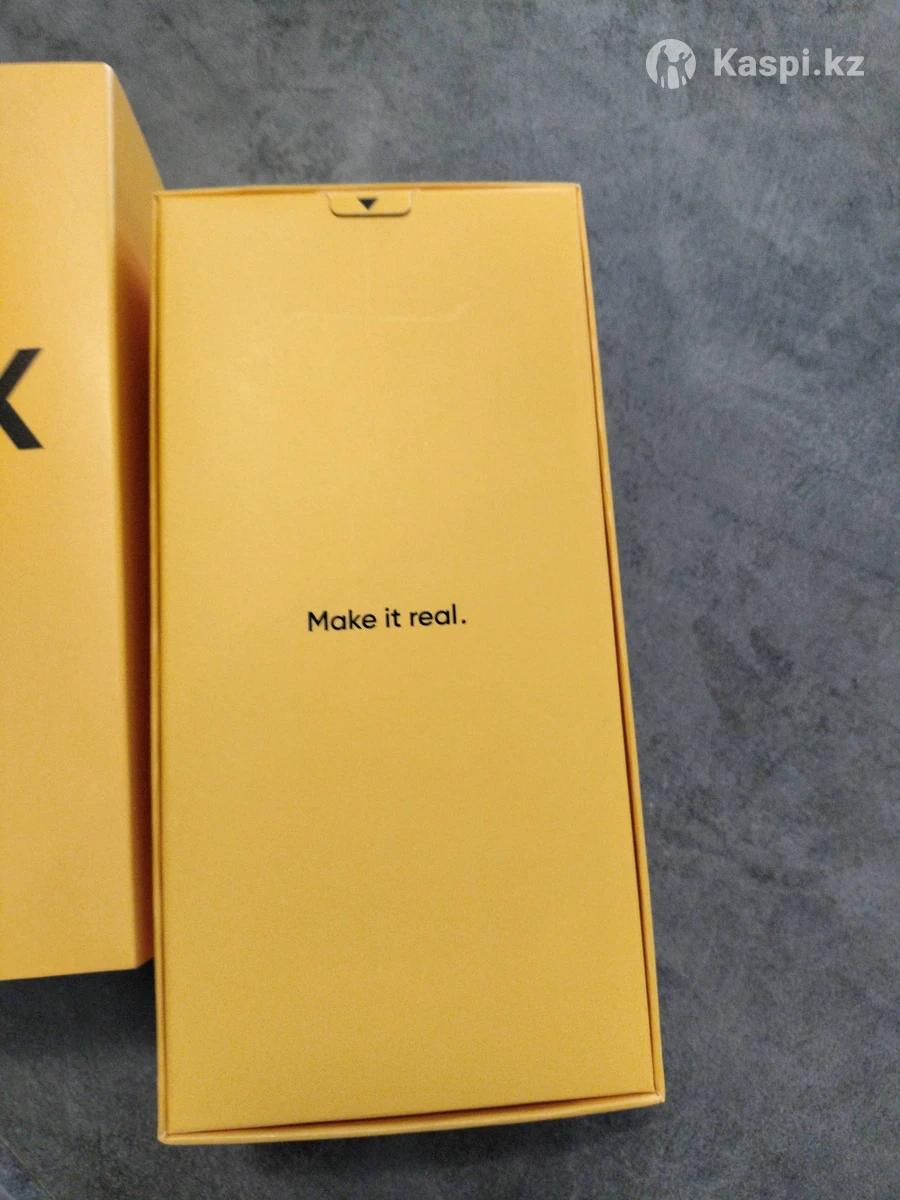 Kaspi.kz
X
Make it real.